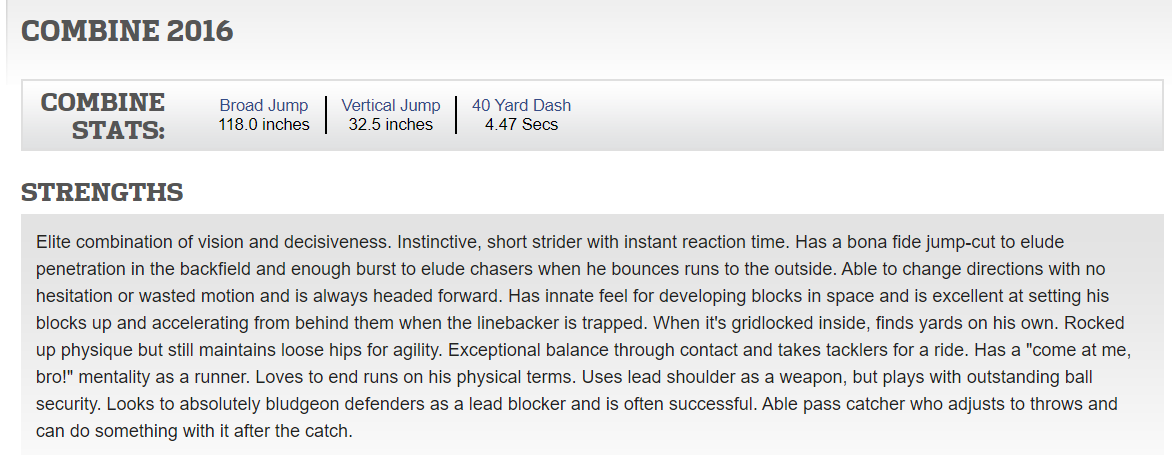 COMBINE 2016
COMBINE STATS:
Broad Jump
118.0 inches
Vertical Jump
32.5 inches
40 Yard Dash
4.47 Secs
STRENGTHS
Elite combination of vision and decisiveness. Instinctive, short strider with instant reaction time. Has a bona fide jump-cut to elude
penetration in the backfield and enough burst to elude chasers when he bounces runs to the outside. Able to change directions with no
hesitation or wasted motion and is always headed forward. Has innate feel for developing blocks in space and is excellent at setting his
blocks up and accelerating from behind them when the linebacker is trapped. When it's gridlocked inside, finds yards on his own. Rocked
up physique but still maintains loose hips for agility. Exceptional balance through contact and takes tacklers for a ride. Has a "come at me,
bro!" mentality as a runner. Loves to end runs on his physical terms. Uses lead shoulder as a weapon, but plays with outstanding ball
security. Looks to absolutely bludgeon defenders as a lead blocker and is often successful. Able pass catcher who adjusts to throws and
can do something with it after the catch.